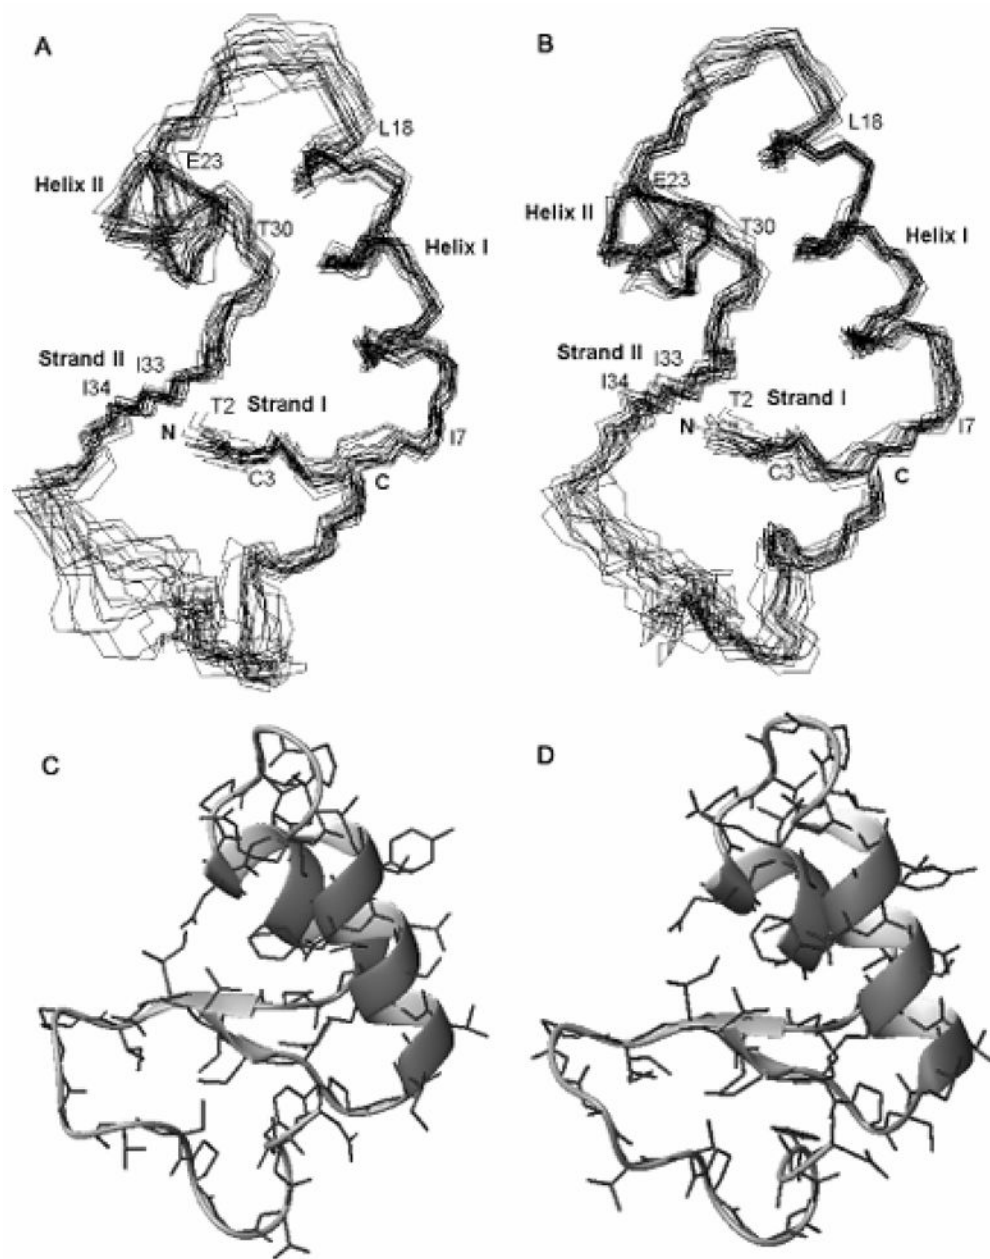 A
L18
E23
Helix II
T30
Helix I
Strand II
I33
I34
T2
Strand I
N
I7
C3
C
B
L18
E23
Helix II
T30
Helix I
Strand II
I33
I34
T2
Strand I
N
I7
C3
C
C
D